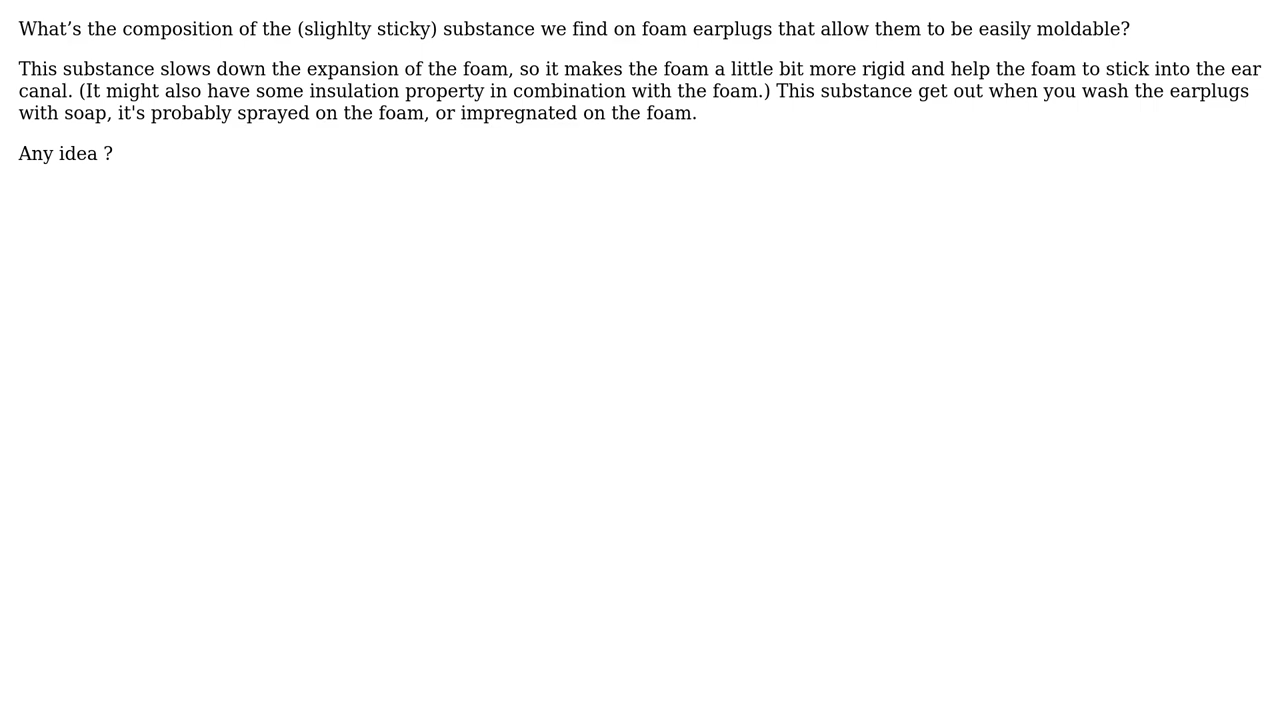 What’s the composition of the (slighlty sticky) substance we find on foam earplugs that allow them to be easily moldable?
This substance slows down the expansion of the foam, so it makes the foam a little bit more rigid and help the foam to stick into the ear
canal. (It might also have some insulation property in combination with the foam.) This substance get out when you wash the earplugs
with soap, it's probably sprayed on the foam, or impregnated on the foam.
Any idea ?